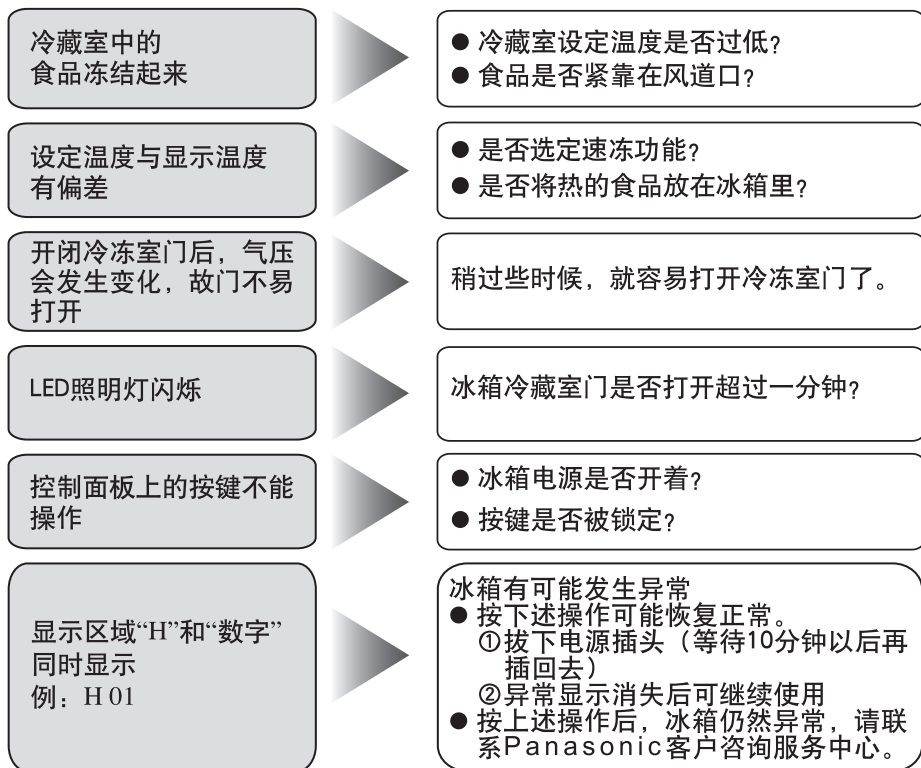 冷藏室中的
食品冻结起来
● 冷藏室设定温度是否过低?
● 食品是否紧靠在风道口?
设定温度与显示温度
有偏差
● 是否选定速冻功能?
● 是否将热的食品放在冰箱里?
开闭冷冻室门后，气压
会发生变化，故门不易
打开
稍过些时候，就容易打开冷冻室门了。
LED照明灯闪烁
冰箱冷藏室门是否打开超过一分钟?
控制面板上的按键不能
操作
● 冰箱电源是否开着?
● 按键是否被锁定?
显示区域“H”和“数字”
同时显示
例：H 01
冰箱有可能发生异常
● 按下述操作可能恢复正常。
①拔下电源插头（等待10分钟以后再
插回去）
②异常显示消失后可继续使用
● 按上述操作后，冰箱仍然异常，请联
系Panasonic客户咨询服务中心。